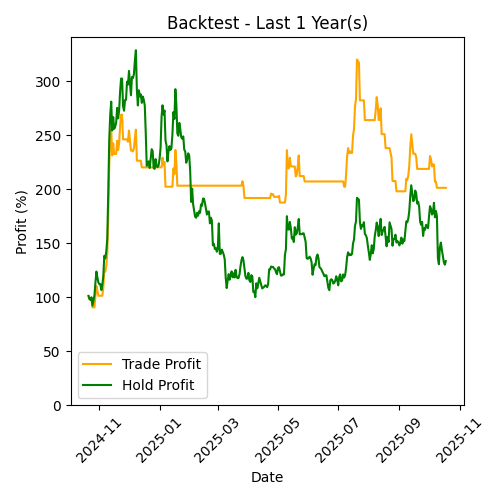 Backtest - Last 1 Year(s)
Profit (%)
300
250
200
150
100
50
0
Trade Profit
Hold Profit
2024-11
2025-01
2025-03
2025-05
2025-07
2025-09
2025-11
Date